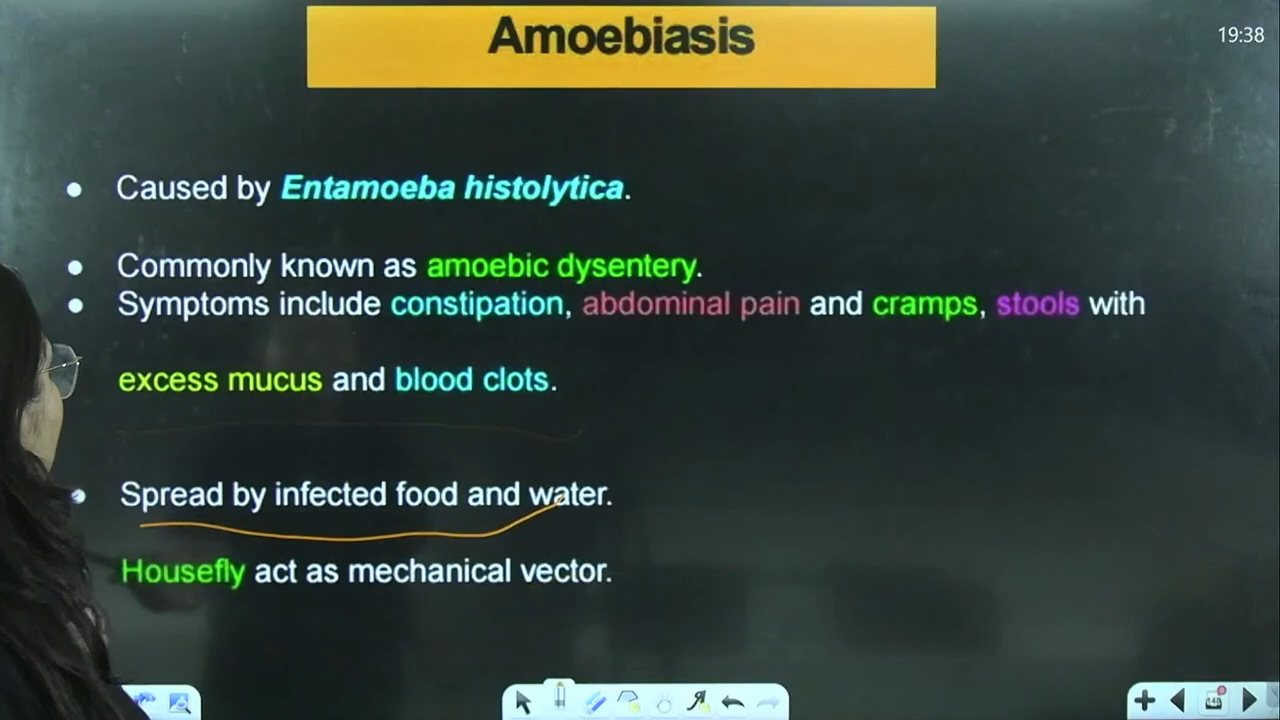 Amoebiasis
19:38
Caused by Entamoeba histolytica.
Commonly known as amoebic dysentery.
Symptoms include constipation, abdominal pain and cramps, stools with
excess mucus and blood clots.
Spread by infected food and water.
Housefly act as mechanical vector.